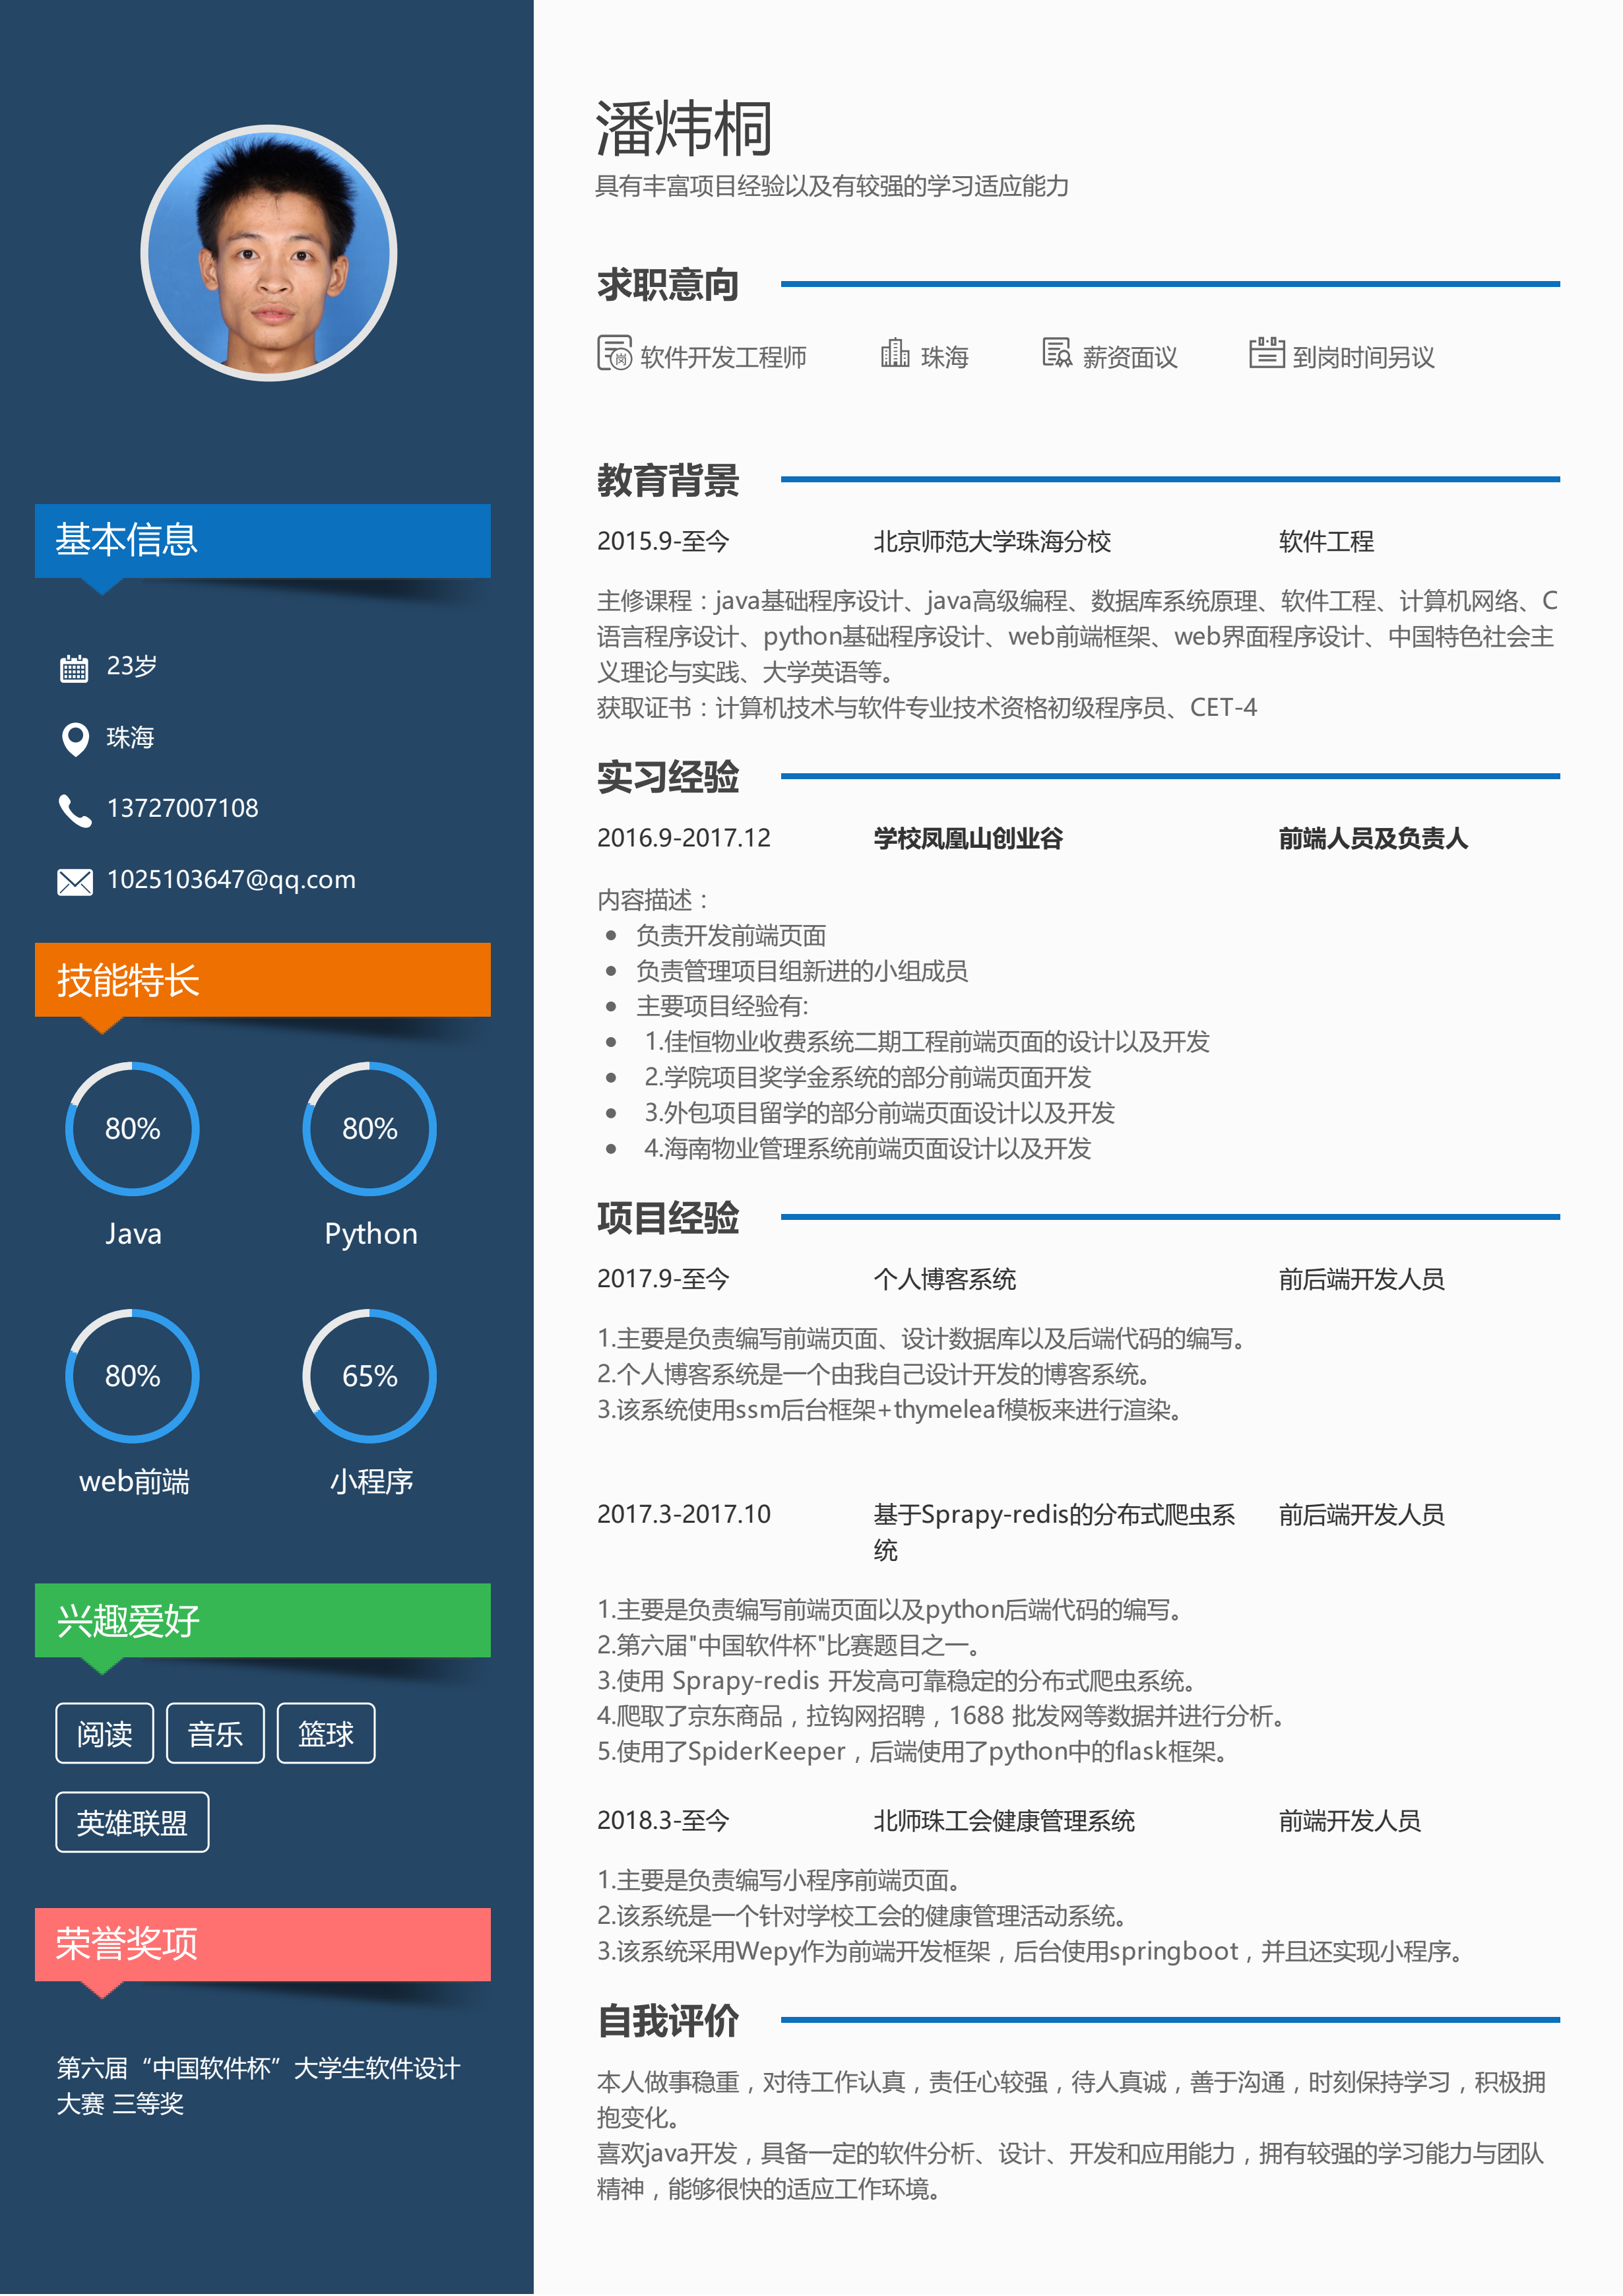 潘炜桐
具有丰富项目经验以及有较强的学习适应能力
求职意向
岗 软件开发工程师 珠海 薪资面议 到岗时间另议
教育背景
2015.9-至今 北京师范大学珠海分校 软件工程
主修课程：java基础程序设计、java高级编程、数据库系统原理、软件工程、计算机网络、C
语言程序设计、python基础程序设计、web前端框架、web界面程序设计、中国特色社会主
义理论与实践、大学英语等。
获取证书：计算机技术与软件专业技术资格初级程序员、CET-4
实习经验
2016.9-2017.12 学校凤凰山创业谷 前端人员及负责人
内容描述：
● 负责开发前端页面
● 负责管理项目组新进的小组成员
● 主要项目经验有:
● 1.佳恒物业收费系统二期工程前端页面的设计以及开发
● 2.学院项目奖学金系统的部分前端页面开发
● 3.外包项目留学的部分前端页面设计以及开发
● 4.海南物业管理系统前端页面设计以及开发
项目经验
2017.9-至今 个人博客系统 前后端开发人员
1.主要是负责编写前端页面、设计数据库以及后端代码的编写。
2.个人博客系统是一个由我自己设计开发的博客系统。
3.该系统使用ssm后台框架+thymeleaf模板来进行渲染。
2017.3-2017.10 基于Sprapy-redis的分布式爬虫系 前后端开发人员
统
1.主要是负责编写前端页面以及python后端代码的编写。
2.第六届"中国软件杯"比赛题目之一。
3.使用 Sprapy-redis 开发高可靠稳定的分布式爬虫系统。
4.爬取了京东商品，拉钩网招聘，1688 批发网等数据并进行分析。
5.使用了SpiderKeeper，后端使用了python中的flask框架。
2018.3-至今 北师珠工会健康管理系统 前端开发人员
1.主要是负责编写小程序前端页面。
2.该系统是一个针对学校工会的健康管理活动系统。
3.该系统采用Wepy作为前端开发框架，后台使用springboot，并且还实现小程序。
自我评价
本人做事稳重，对待工作认真，责任心较强，待人真诚，善于沟通，时刻保持学习，积极拥
抱变化。
喜欢java开发，具备一定的软件分析、设计、开发和应用能力，拥有较强的学习能力与团队
精神，能够很快的适应工作环境。
基本信息
23岁
珠海
13727007108
1025103647@qq.com
技能特长
80% 80%
Java Python
80% 65%
web前端 小程序
兴趣爱好
阅读 音乐 篮球
英雄联盟
荣誉奖项
第六届“中国软件杯”大学生软件设计
大赛 三等奖